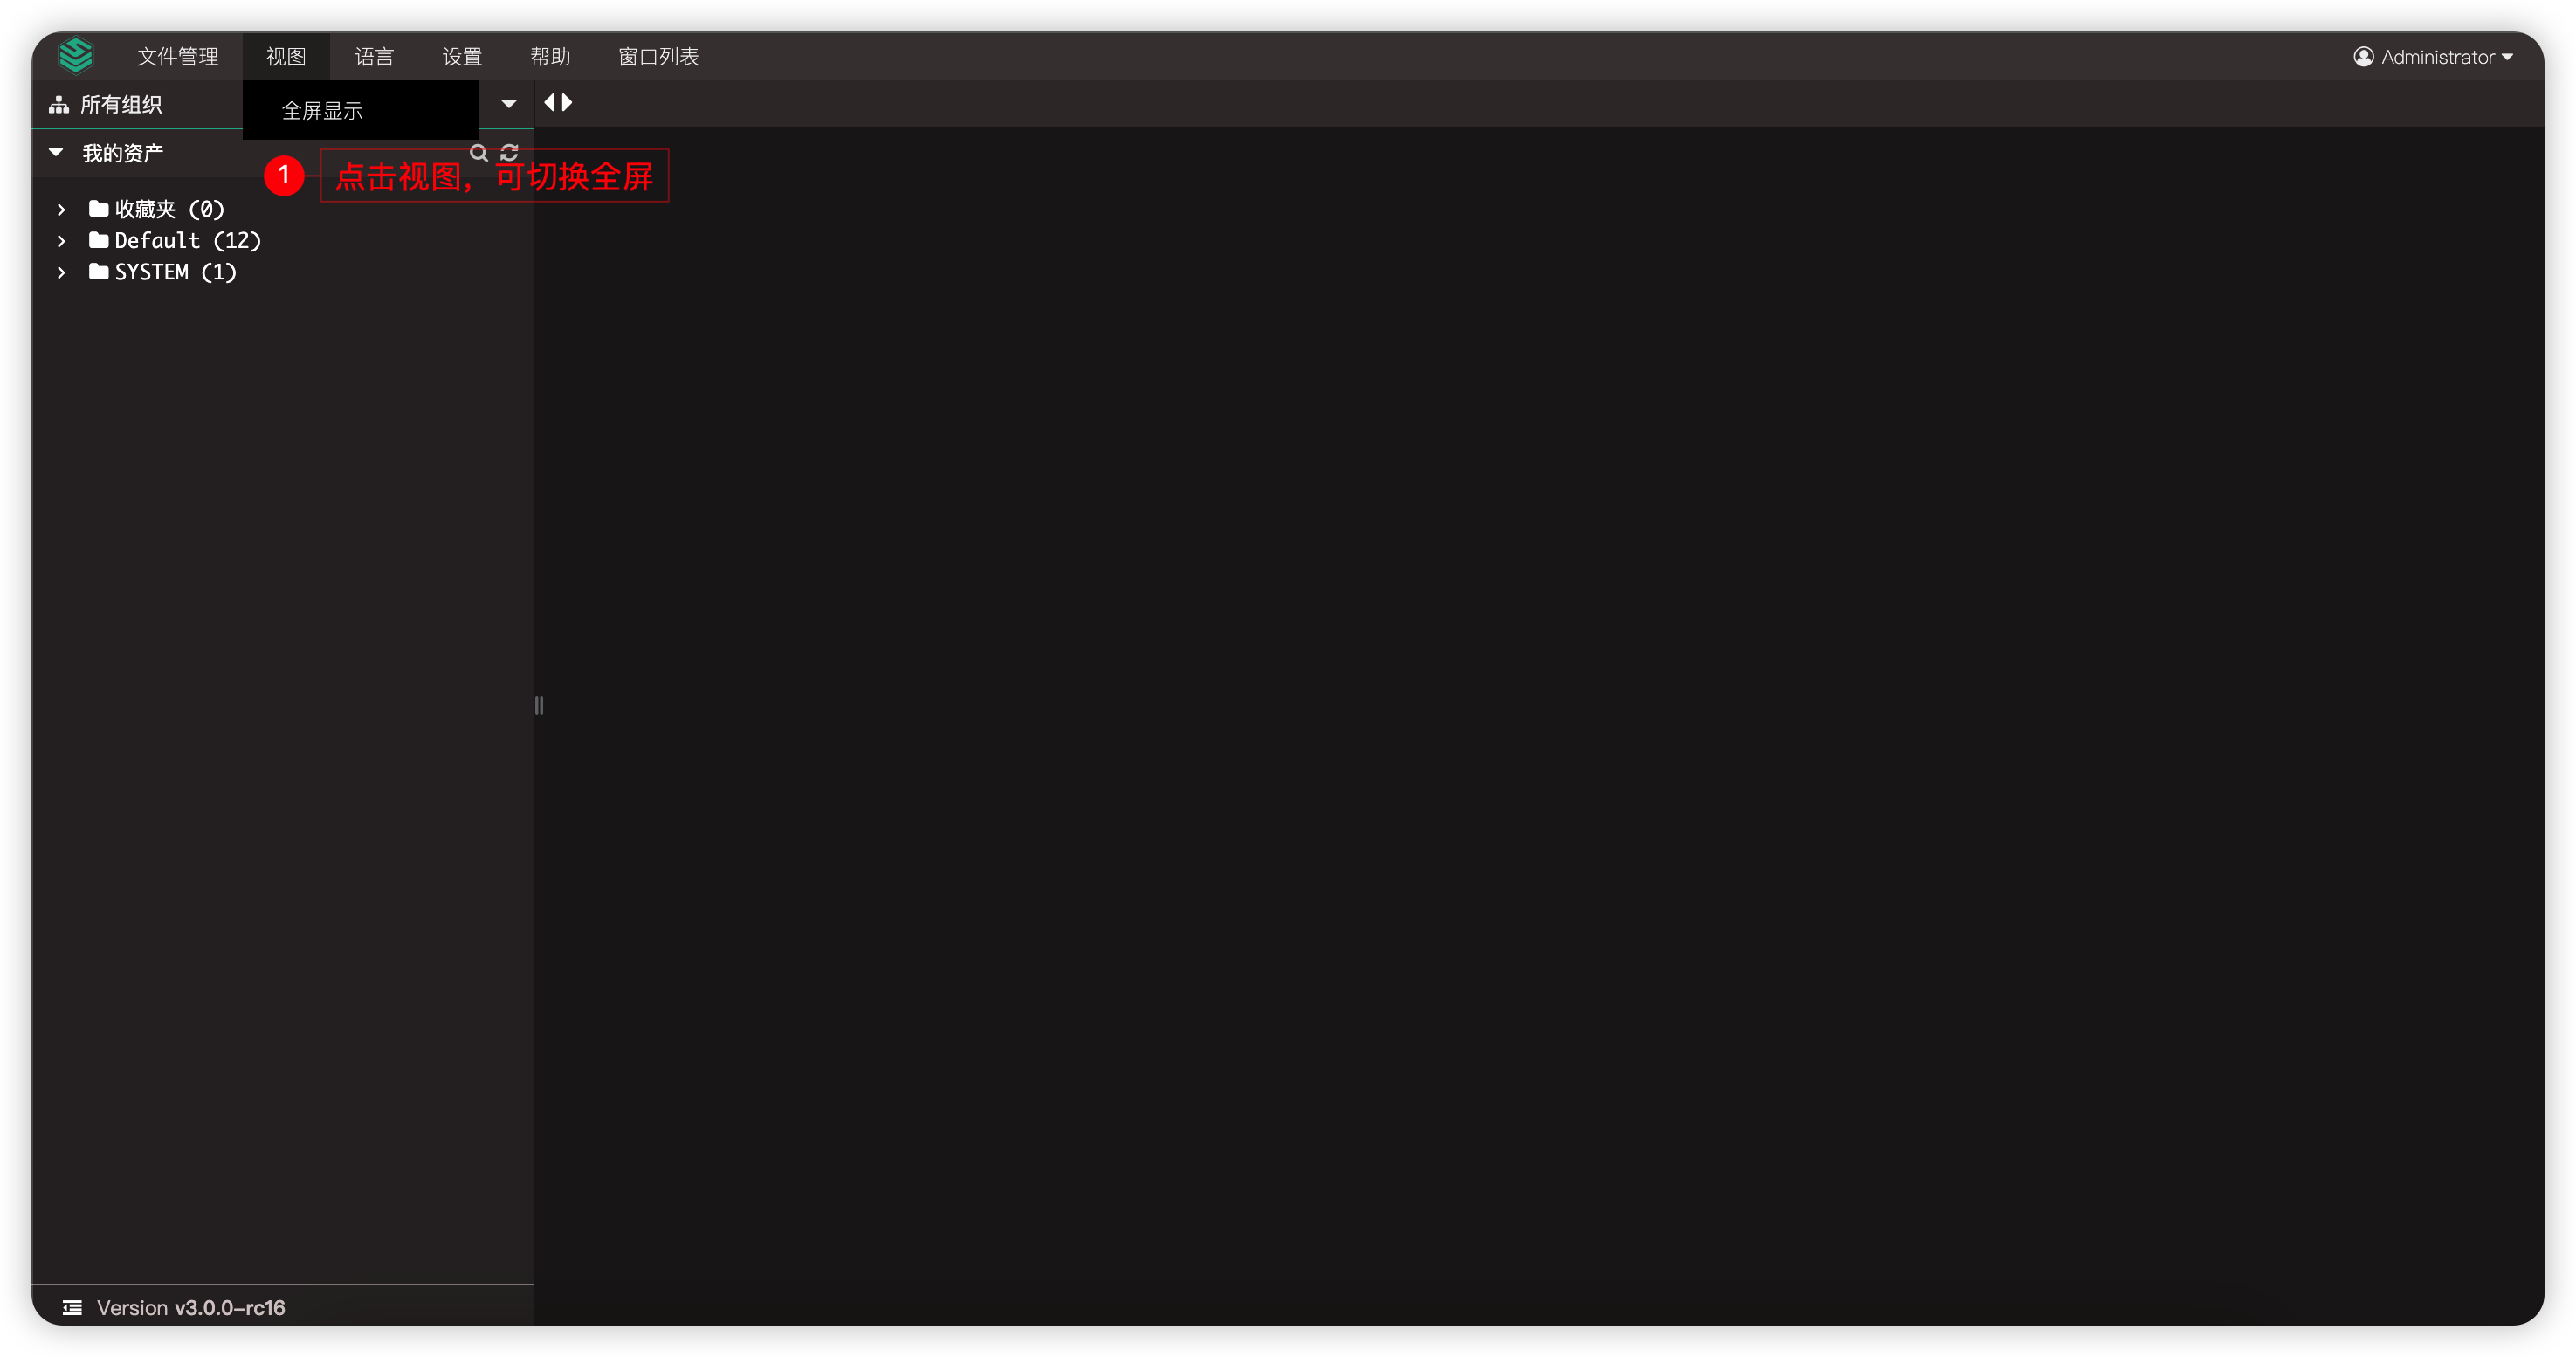 文件管理 视图 语言 设置 帮助 窗口列表 Administrator
所有组织
全屏显示
我的资产
1 点击视图，可切换全屏
收藏夹 (0)
Default (12)
SYSTEM (1)
Version v3.0.0-rc16